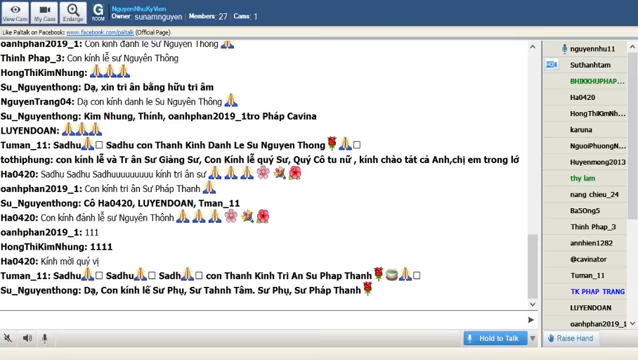 View Cam
My Cam
Enlarge
G
ROOM
NguyenNhuKyVien
Owner: sunamnguyen | Members: 27 | Cams: 1
Like Paltalk on Facebook: www.facebook.com/paltalk (Official Page)
oanhphan2019_1: Con kính đảnh lễ Sư Nguyên Thông
Thinh Phap_3: Con kính lễ sư Nguyên Thông
HongThiKimNhung:
Su_Nguyenthong: Dạ, xin tri ân bằng hữu tri âm
NguyenTrang04: Dạ con kính danh le Su Nguyên Thông
Su_Nguyenthong: Kim Nhung, Thính, oanhphan2019_1tro Pháp Cavina
LUYENDOAN:
Tuman_11: Sadhu Sadhu con Thanh Kinh Danh Le Su Nguyen Thong
tothiphung: con kính lễ và Tr ân Sư Giảng Sư, Con Kính lễ quý Sư, Quý Cô tu nữ , kính chào tát cả Anh,chị em trong lớ
Ha0420: Sadhu Sadhu Sadhuuuuuuuu kính tri ân sư
oanhphan2019_1: Con kính tri ân Sư Pháp Thanh
Su_Nguyenthong: Cô Ha0420, LUYENDOAN, Tman_11
Ha0420: Con kính đảnh lễ sư Nguyên Thônh
oanhphan2019_1: 111
HongThiKimNhung: 1111
Ha0420: Kính mời quý vị
Tuman_11: Sadhu Sadhu Sadh con Thanh Kinh Tri An Su Phap Thanh
Su_Nguyenthong: Dạ, Con kính lế Sư Phụ, Sư Tahnh Tâm. Sư Phụ, Sư Pháp Thanh
Hold to Talk
nguyennhu11
Suthanhtam
BHIKKHUPHAP...
Ha0420
HongThiKimN...
karuna
NguoiPhuongN...
Huyenmong2013
thy lam
nang chieu_24
Ba5Ong5
Thinh Phap_3
annhien1282
@cavinator
Tuman_11
TK PHAP TRANG
LUYENDOAN
oanhphan2019_1
Raise Hand